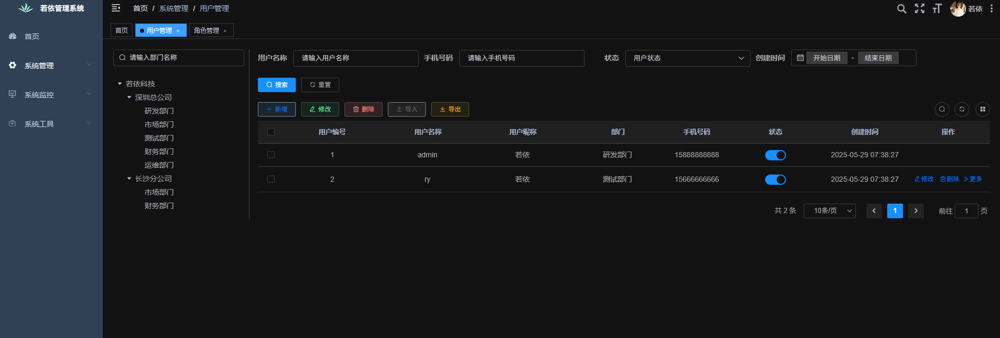 若依管理系统
首页
系统管理
系统监控
系统工具
首页 / 系统管理 / 用户管理
若依
首页 用户管理 × 角色管理 ×
请输入部门名称
若依科技
深圳总公司
研发部门
市场部门
测试部门
财务部门
运维部门
长沙分公司
市场部门
财务部门
用户名称 请输入用户名称 手机号码 请输入手机号码 状态 用户状态 创建时间 开始日期 - 结束日期
搜索 重置
新增 修改 删除 导入 导出
用户编号 用户名称 用户昵称 部门 手机号码 状态 创建时间 操作
1 admin 若依 研发部门 15888888888 2025-05-29 07:38:27
2 ry 若依 测试部门 15666666666 2025-05-29 07:38:27 修改 删除 更多
共 2 条 10条/页 1 前往 1 页